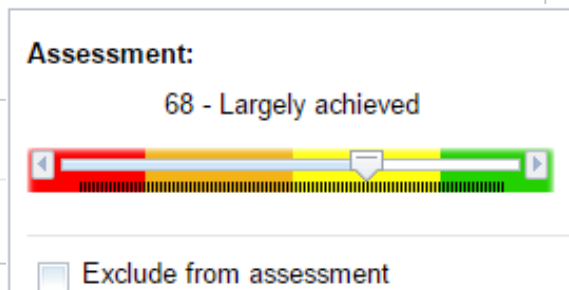 Assessment:
68 - Largely achieved
Exclude from assessment